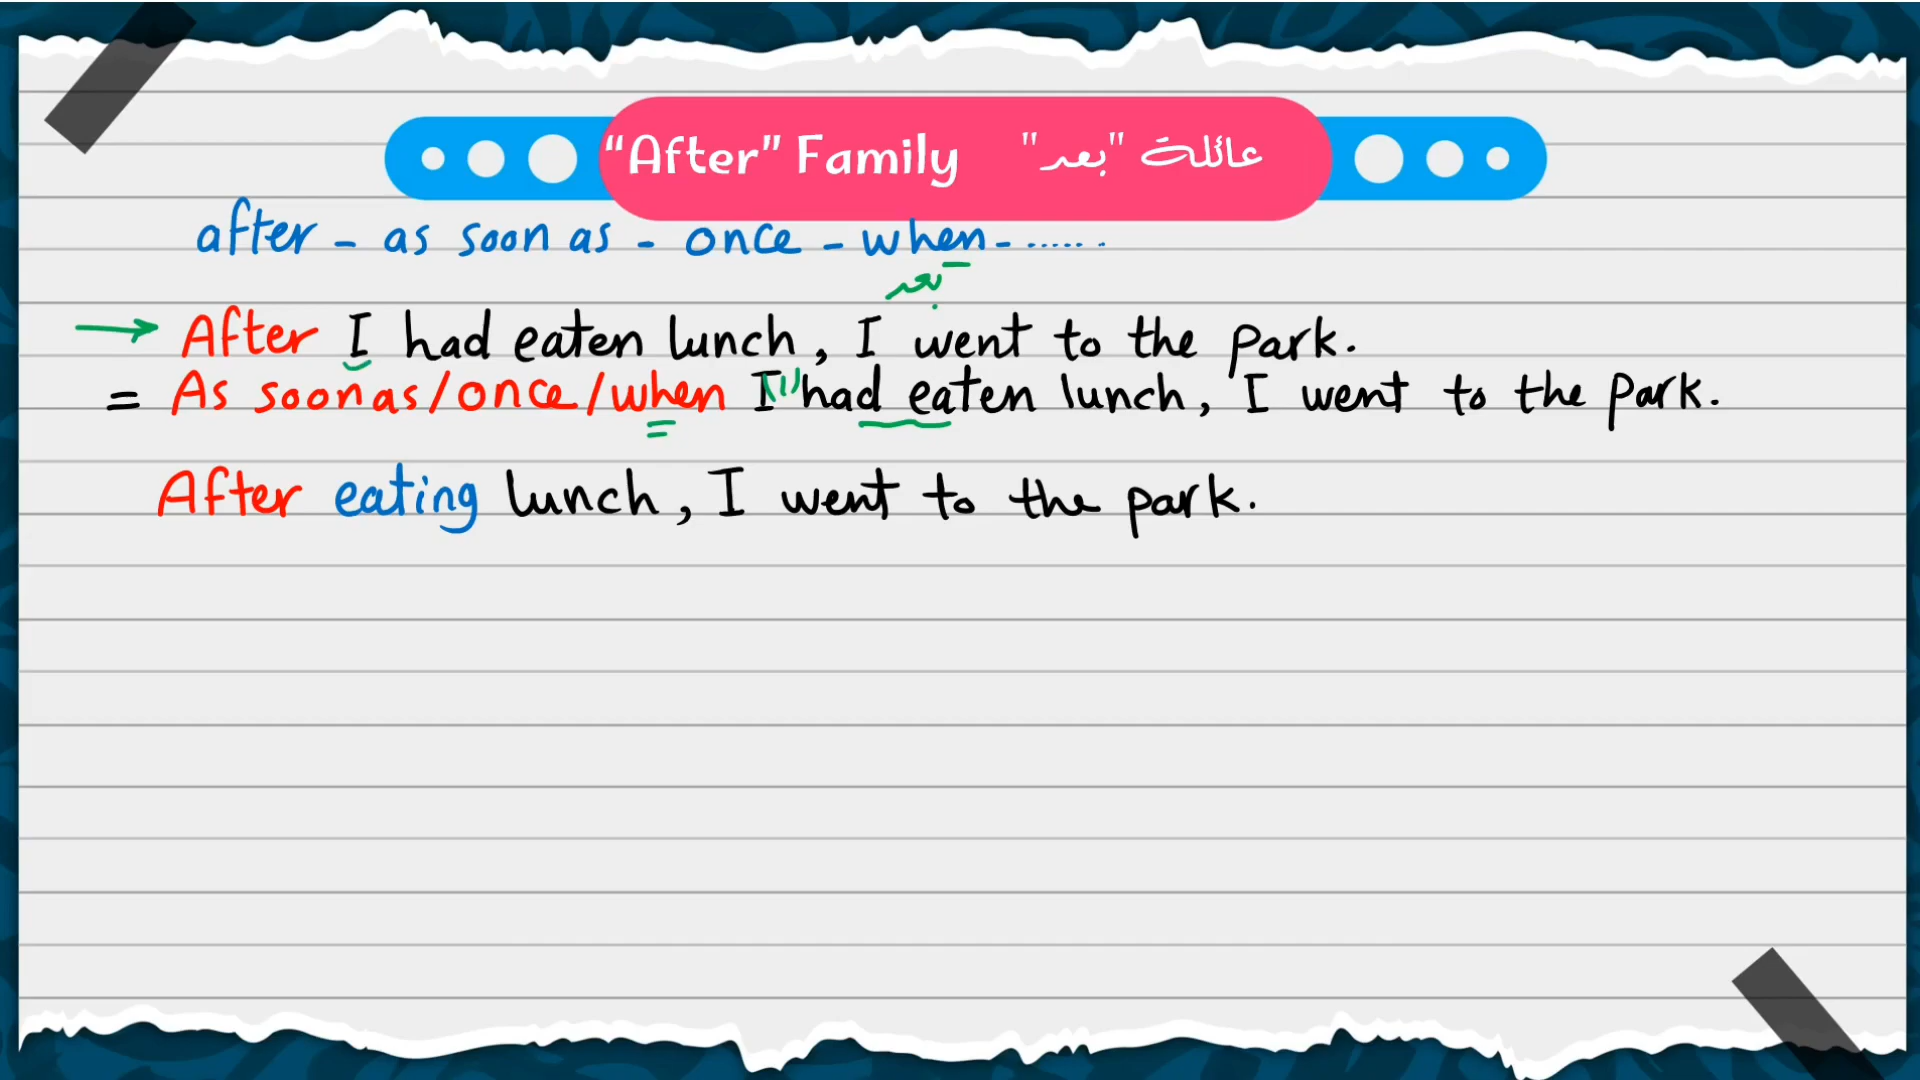 “After” Family عائلة "بعد"
after - as soon as - once - when - ......
بعد
After I had eaten lunch, I went to the park.
= As soon as/once/when I had eaten lunch, I went to the park.
After eating lunch, I went to the park.